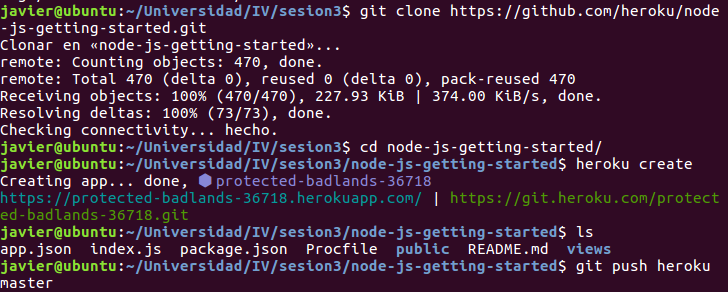 javier@ubuntu:~/Universidad/IV/sesion3$ git clone https://github.com/heroku/node
-js-getting-started.git
Clonar en «node-js-getting-started»...
remote: Counting objects: 470, done.
remote: Total 470 (delta 0), reused 0 (delta 0), pack-reused 470
Receiving objects: 100% (470/470), 227.93 KiB | 374.00 KiB/s, done.
Resolving deltas: 100% (73/73), done.
Checking connectivity... hecho.
javier@ubuntu:~/Universidad/IV/sesion3$ cd node-js-getting-started/
javier@ubuntu:~/Universidad/IV/sesion3/node-js-getting-started$ heroku create
Creating app... done, ⬢ protected-badlands-36718
https://protected-badlands-36718.herokuapp.com/ | https://git.heroku.com/protect
ed-badlands-36718.git
javier@ubuntu:~/Universidad/IV/sesion3/node-js-getting-started$ ls
app.json index.js package.json Procfile public README.md views
javier@ubuntu:~/Universidad/IV/sesion3/node-js-getting-started$ git push heroku
master